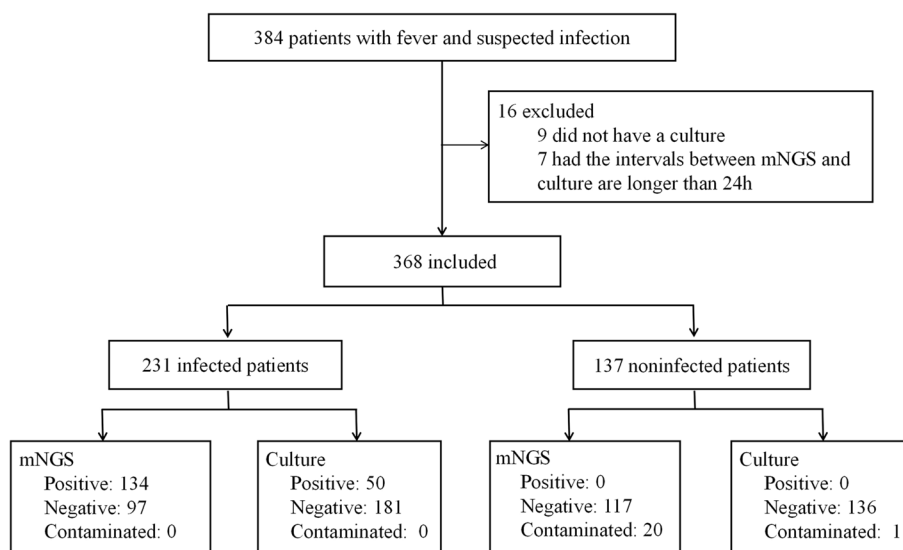 384 patients with fever and suspected infection
16 excluded
9 did not have a culture
7 had the intervals between mNGS and
culture are longer than 24h
368 included
231 infected patients
137 noninfected patients
mNGS
Positive: 134
Negative: 97
Contaminated: 0
Culture
Positive: 50
Negative: 181
Contaminated: 0
mNGS
Positive: 0
Negative: 117
Contaminated: 20
Culture
Positive: 0
Negative: 136
Contaminated: 1